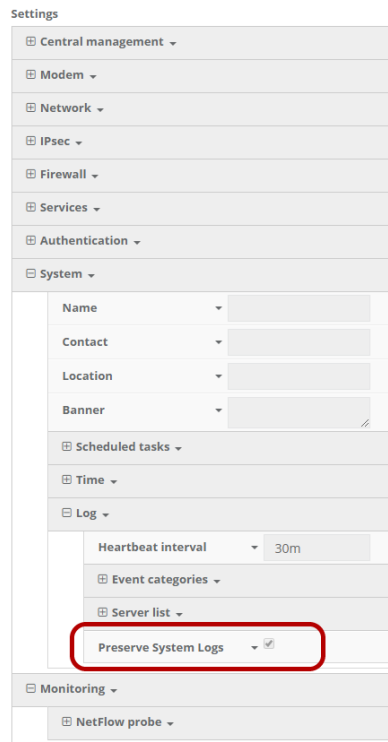 Settings
Central management
Modem
Network
IPsec
Firewall
Services
Authentication
System
Name
Contact
Location
Banner
Scheduled tasks
Time
Log
Heartbeat interval 30m
Event categories
Server list
Preserve System Logs
Monitoring
NetFlow probe